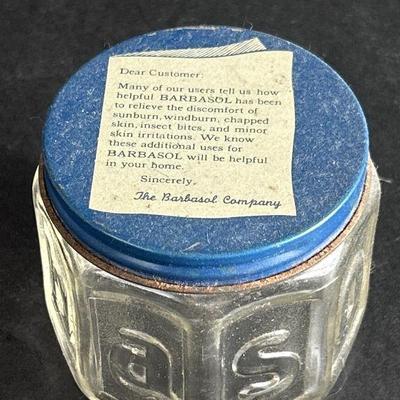 Dear Customer:
Many of our users tell us how
helpful BARBASOL has been
to relieve the discomfort of
sunburn, windburn, chapped
skin, insect bites, and minor
skin irritations. We know
these additional uses for
BARBASOL will be helpful
in your home.
Sincerely,
The Barbasol Company
a s